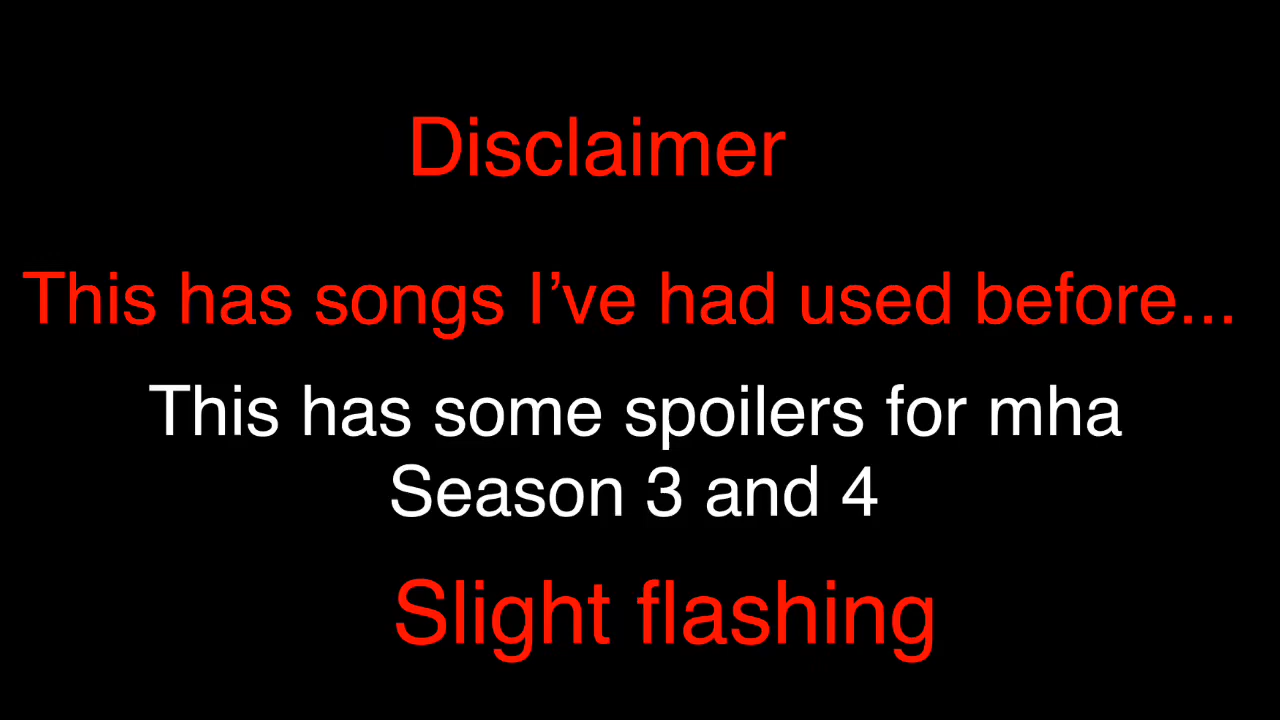 Disclaimer
This has songs I’ve had used before...
This has some spoilers for mha
Season 3 and 4
Slight flashing